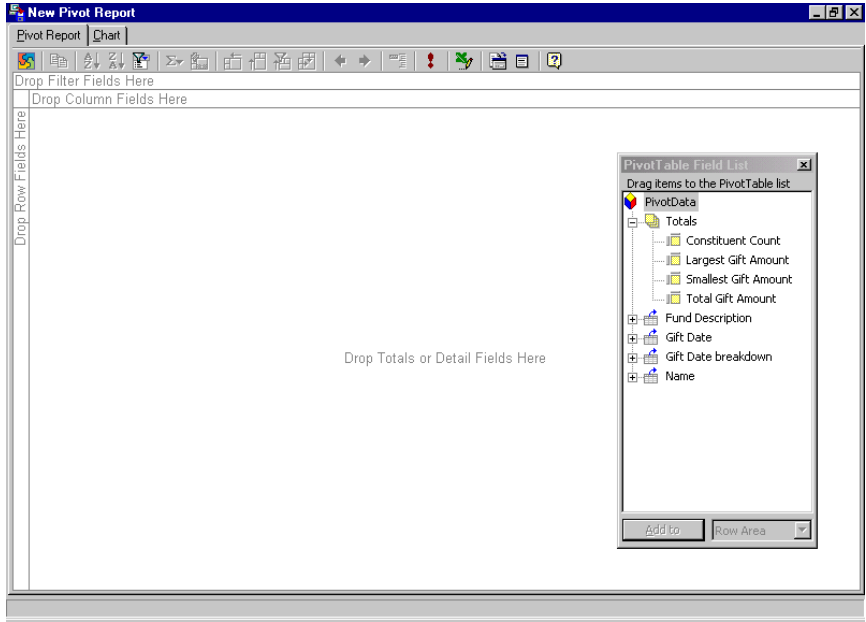 New Pivot Report
Pivot Report Chart
Drop Filter Fields Here
Drop Column Fields Here
Drop Row Fields Here
Drop Totals or Detail Fields Here
PivotTable Field List
Drag items to the PivotTable list
PivotData
Totals
Constituent Count
Largest Gift Amount
Smallest Gift Amount
Total Gift Amount
Fund Description
Gift Date
Gift Date breakdown
Name
Add to Row Area